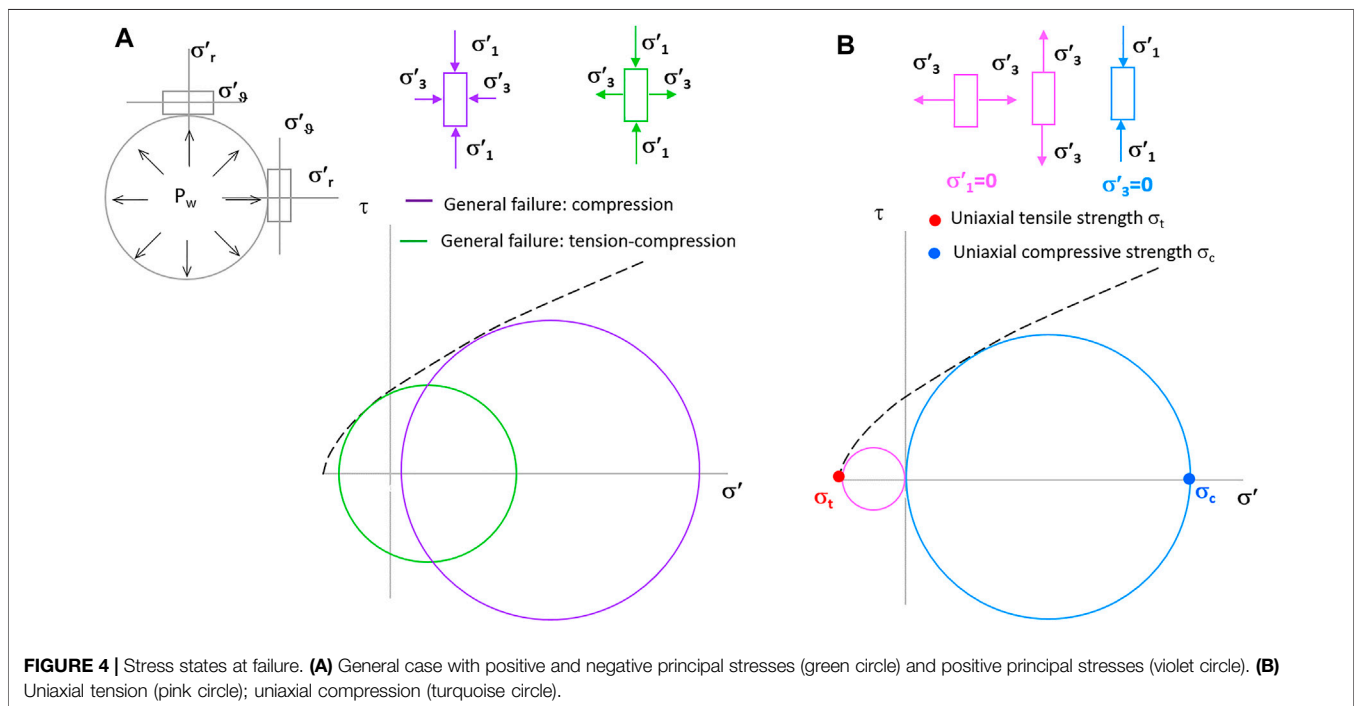 A
σ'r
σ'ϑ
σ'ϑ
σ'r
Pw
σ'1
σ'3
σ'3
σ'1
σ'1
σ'3
σ'3
σ'1
τ
General failure: compression
General failure: tension-compression
σ'
B
σ'3
σ'3
σ'3
σ'3
σ'1
σ'1
σ'1=0
σ'3=0
τ
Uniaxial tensile strength σt
Uniaxial compressive strength σc
σt
σc
σ'
FIGURE 4 | Stress states at failure. (A) General case with positive and negative principal stresses (green circle) and positive principal stresses (violet circle). (B)
Uniaxial tension (pink circle); uniaxial compression (turquoise circle).